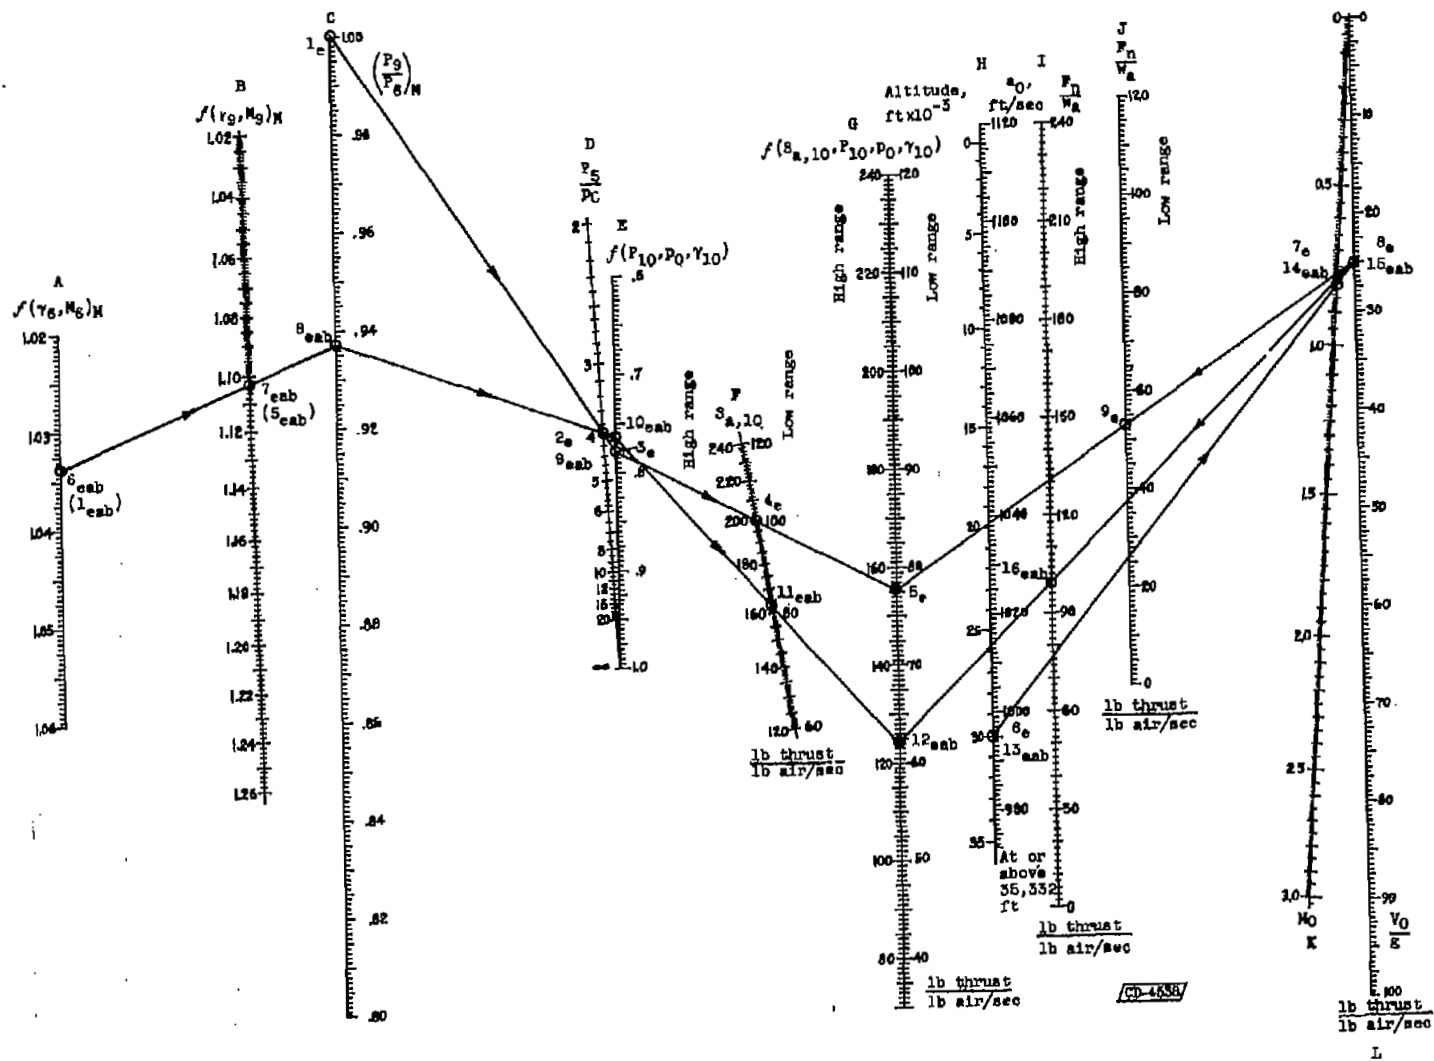 A
f(γ6,M6)M
1.02
1.03
6eab
(1eab)
1.04
1.05
1.06
B
f(γ9,M9)M
1.02
1.04
1.06
1.08
1.10
7eab
(5eab)
1.12
1.14
1.16
1.18
1.20
1.22
1.24
1.26
C
1e
1.00
(P9/P6)M
.98
.96
.94
8eab
.92
.90
.88
.86
.84
.82
.80
D
P5
PC
2
3
2e
4
9eab
5
6
8
10
12
15
20
∞
E
f(P10,p0,γ10)
.6
.7
10eab
3e
.8
.9
1.0
F
Sa,10
High range
Low range
240
120
220
4e
200
100
180
11eab
160
80
140
120
60
lb thrust
lb air/sec
G
f(Sa,10,P10,p0,γ10)
High range
Low range
240
120
220
110
200
100
180
90
160
80
5e
140
70
12eab
120
60
100
50
80
40
lb thrust
lb air/sec
H
Altitude,
ft x10-3
a0,
ft/sec
1120
0
1100
5
1080
10
1060
15
1040
20
1020
25
1000
30
6e
13eab
980
35
At or
above
35,332
ft
I
Fn
Wa
High range
240
210
180
150
120
16eab
90
60
30
0
lb thrust
lb air/sec
J
Fn
Wa
Low range
120
100
80
60
9e
40
20
0
lb thrust
lb air/sec
CD-4638
0
0.5
7e
14eab
1.0
1.5
2.0
2.5
3.0
M0
K
0
10
20
8e
15eab
30
40
50
60
70
80
90
100
V0
g
lb thrust
lb air/sec
L